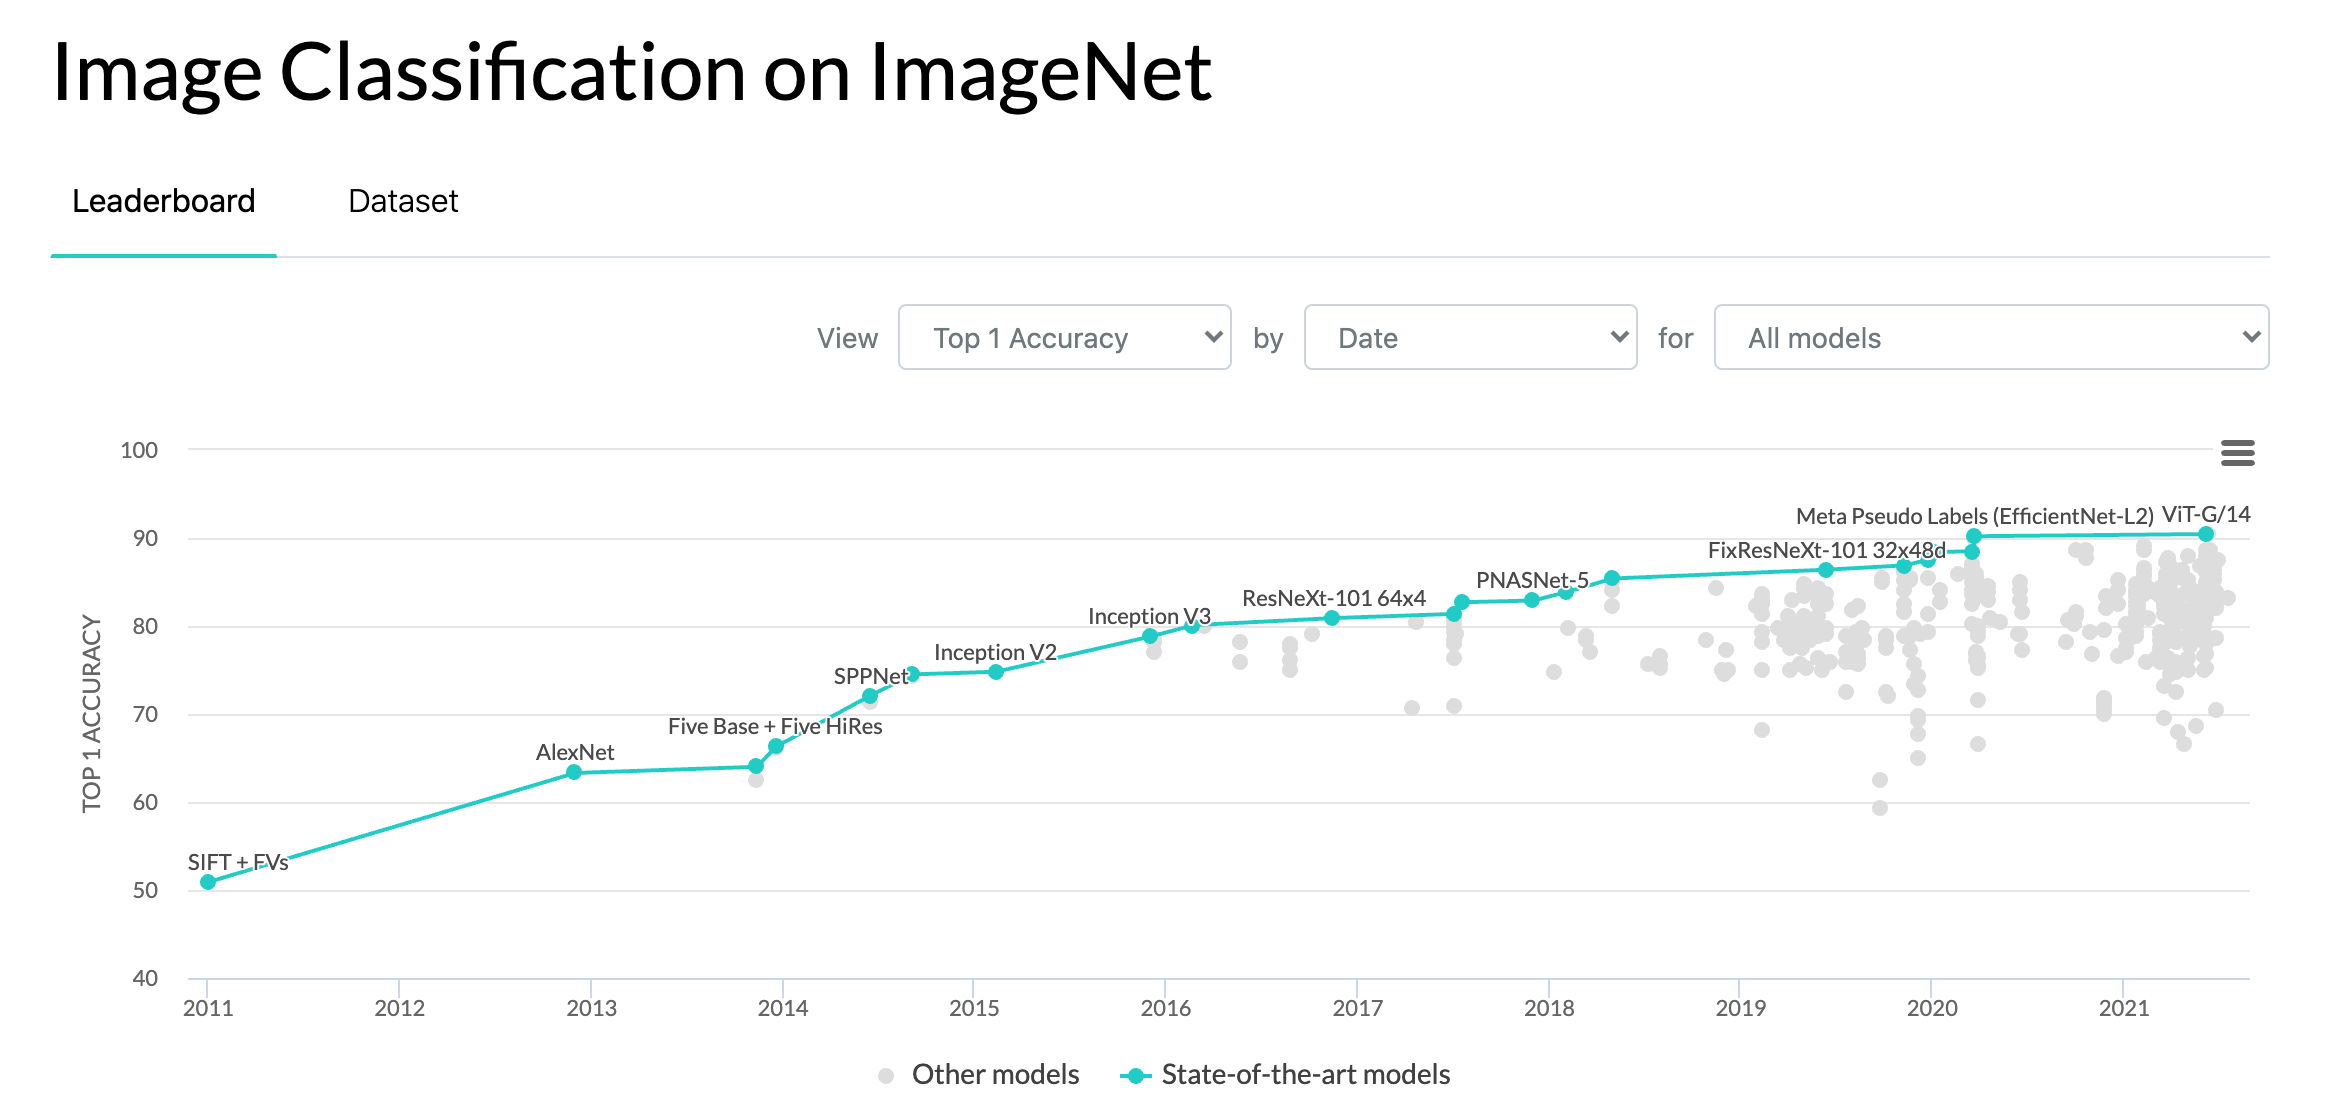 Image Classification on ImageNet
Leaderboard Dataset
View Top 1 Accuracy by Date for All models
100
90
80
70
60
50
40
TOP 1 ACCURACY
SIFT + FVs
AlexNet
Five Base + Five HiRes
SPPNet
Inception V2
Inception V3
ResNeXt-101 64x4
PNASNet-5
FixResNeXt-101 32x48d
Meta Pseudo Labels (EfficientNet-L2)
ViT-G/14
2011 2012 2013 2014 2015 2016 2017 2018 2019 2020 2021
Other models State-of-the-art models